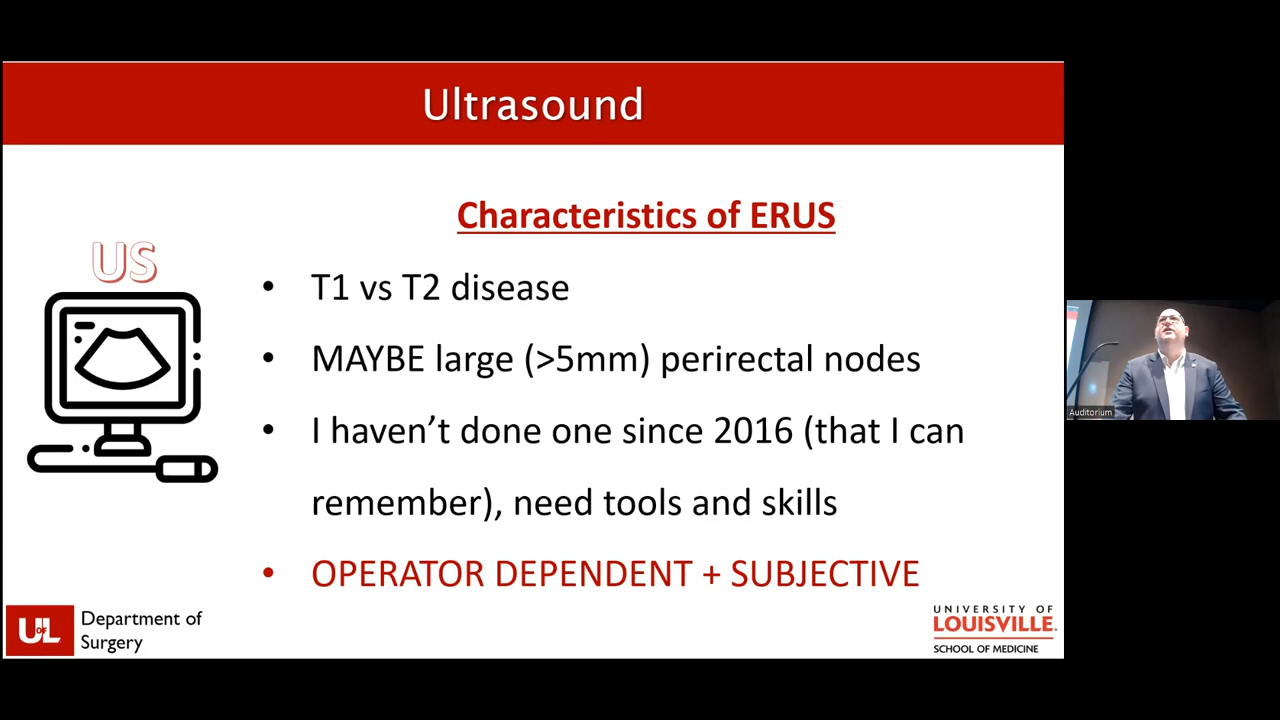 Ultrasound
Characteristics of ERUS
US
• T1 vs T2 disease
• MAYBE large (>5mm) perirectal nodes
• I haven’t done one since 2016 (that I can
remember), need tools and skills
• OPERATOR DEPENDENT + SUBJECTIVE
UofL
Department of
Surgery
UNIVERSITY OF
LOUISVILLE.
SCHOOL OF MEDICINE
Auditorium